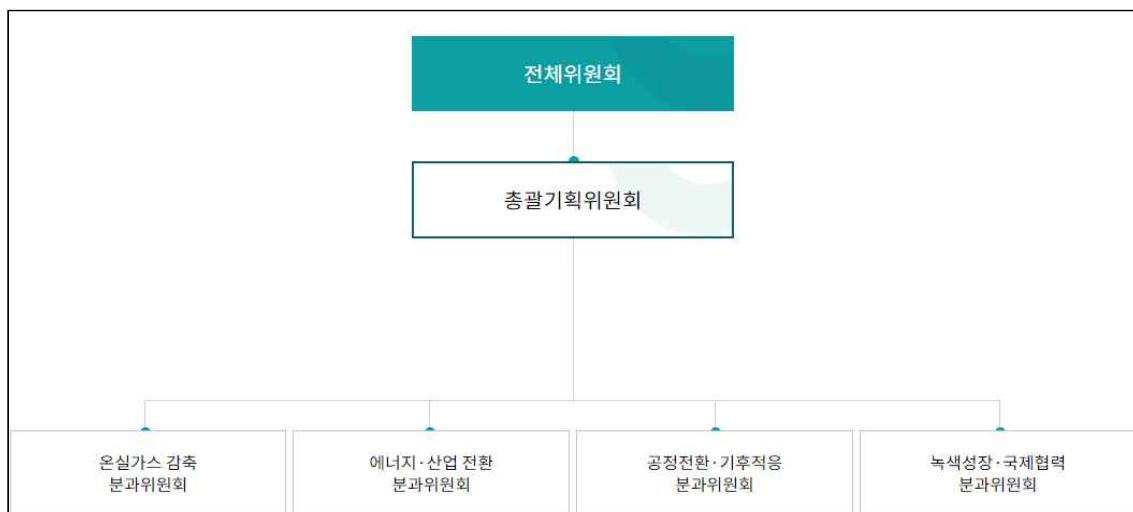 전체위원회
총괄기획위원회
온실가스 감축
분과위원회
에너지·산업 전환
분과위원회
공정전환·기후적응
분과위원회
녹색성장·국제협력
분과위원회